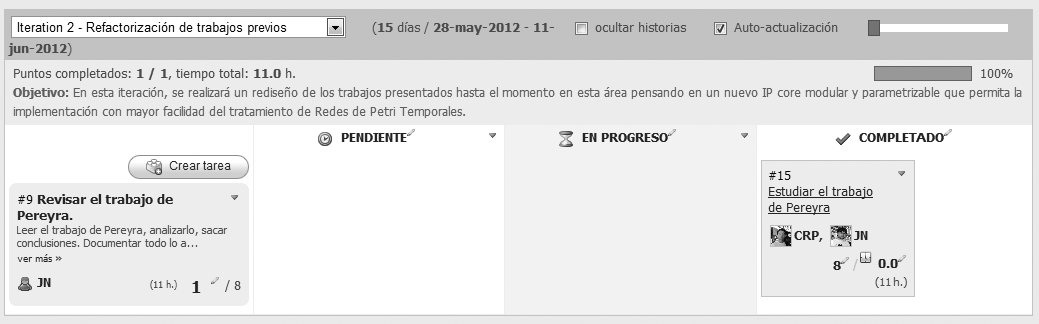 Iteration 2 - Refactorización de trabajos previos
(15 días / 28-may-2012 - 11-
jun-2012)
ocultar historias
Auto-actualización
Puntos completados: 1 / 1, tiempo total: 11.0 h.
100%
Objetivo: En esta iteración, se realizará un rediseño de los trabajos presentados hasta el momento en esta área pensando en un nuevo IP core modular y parametrizable que permita la
implementación con mayor facilidad del tratamiento de Redes de Petri Temporales.
PENDIENTE
EN PROGRESO
COMPLETADO
Crear tarea
#9 Revisar el trabajo de
Pereyra.
Leer el trabajo de Pereyra, analizarlo, sacar
conclusiones. Documentar todo lo a...
ver más »
JN
(11 h.)
1 / 8
#15
Estudiar el trabajo
de Pereyra
CRP, JN
8 / 0.0
(11 h.)